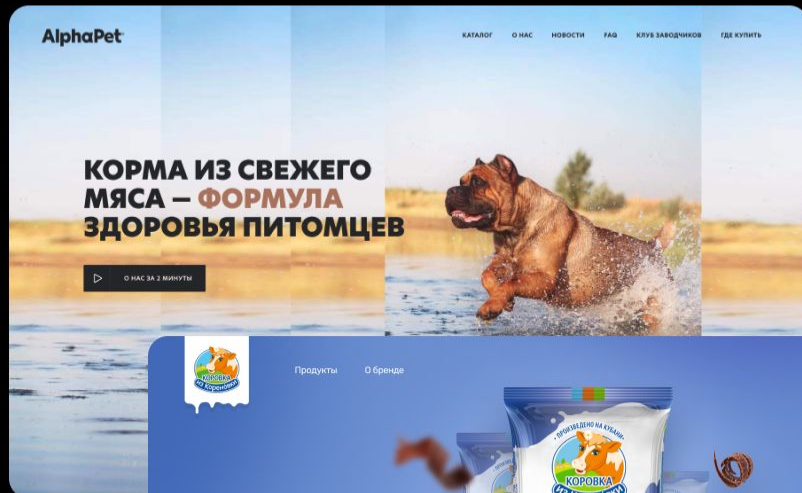 AlphaPet
КАТАЛОГ О НАС НОВОСТИ FAQ КЛУБ ЗАВОДЧИКОВ ГДЕ КУПИТЬ
КОРМА ИЗ СВЕЖЕГО
МЯСА – ФОРМУЛА
ЗДОРОВЬЯ ПИТОМЦЕВ
О НАС ЗА 2 МИНУТЫ
КОРОВКА
ИЗ КОРЕНОВКИ
Продукты О бренде
ПРОИЗВЕДЕНО НА КУБАНИ
КОРОВКА